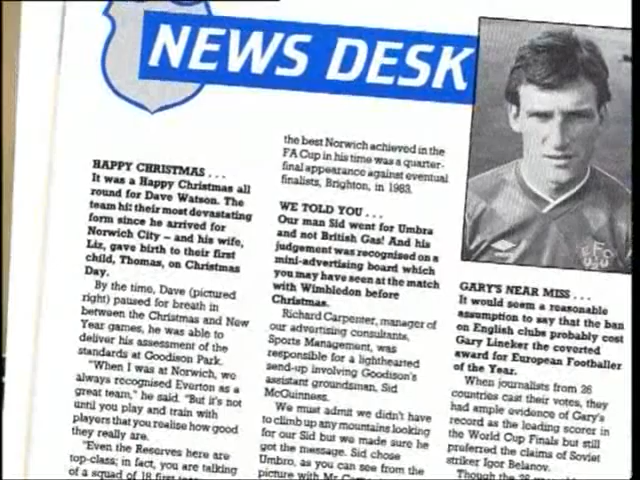 NEWS DESK
HAPPY CHRISTMAS . . .
It was a Happy Christmas all
round for Dave Watson. The
team hit their most devastating
form since he arrived for
Norwich City – and his wife,
Liz, gave birth to their first
child, Thomas, on Christmas
Day.
By the time, Dave (pictured
right) paused for breath in
between the Christmas and New
Year games, he was able to
deliver his assessment of the
standards at Goodison Park.
"When I was at Norwich, we
always recognised Everton as a
great team," he said. "But it's not
until you play and train with
players that you realise how good
they really are.
"Even the Reserves here are
top-class; in fact, you are talking
of a squad of 18 first
the best Norwich achieved in the
FA Cup in his time was a quarter-
final appearance against eventual
finalists, Brighton, in 1983.
WE TOLD YOU . . .
Our man Sid went for Umbra
and not British Gas! And his
judgement was recognised on a
mini-advertising board which
you may have seen at the match
with Wimbledon before
Christmas.
Richard Carpenter, manager of
our advertising consultants,
Sports Management, was
responsible for a lighthearted
send-up involving Goodison's
assistant groundsman, Sid
McGuinness.
We must admit we didn't have
to climb up any mountains looking
for our Sid but we made sure he
got the message. Sid chose
Umbro, as you can see from the
picture with Mr
EFC
GARY'S NEAR MISS . . .
It would seem a reasonable
assumption to say that the ban
on English clubs probably cost
Gary Lineker the coverted
award for European Footballer
of the Year.
When journalists from 26
countries cast their votes, they
had ample evidence of Gary's
record as the leading scorer in
the World Cup Finals but still
preferred the claims of Soviet
striker Igor Belanov.
Though the